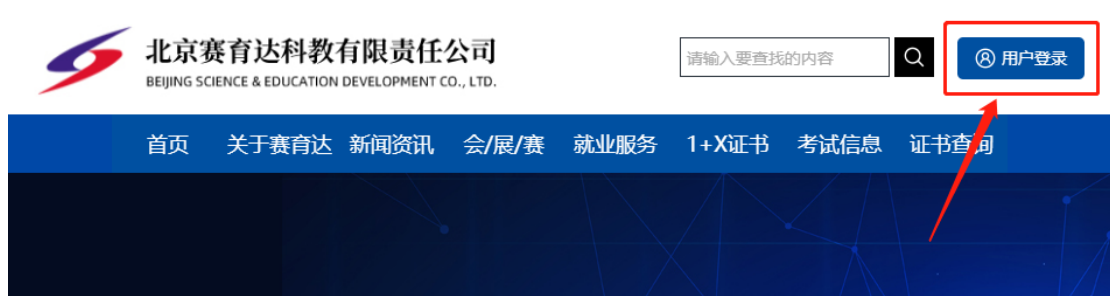 北京赛育达科教有限责任公司
BEIJING SCIENCE & EDUCATION DEVELOPMENT CO., LTD.
请输入要查找的内容
用户登录
首页 关于赛育达 新闻资讯 会/展/赛 就业服务 1+X证书 考试信息 证书查询